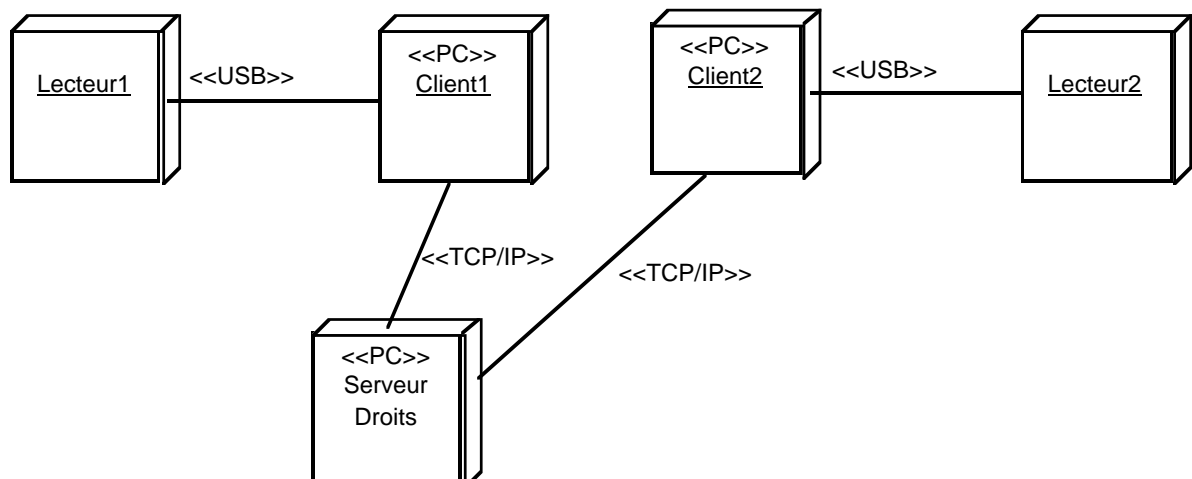 Lecteur1
<<USB>>
<<PC>>
Client1
<<PC>>
Client2
<<USB>>
Lecteur2
<<TCP/IP>>
<<TCP/IP>>
<<PC>>
Serveur
Droits